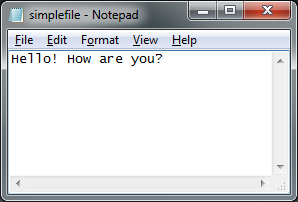 simplefile - Notepad
File Edit Format View Help
Hello! How are you?